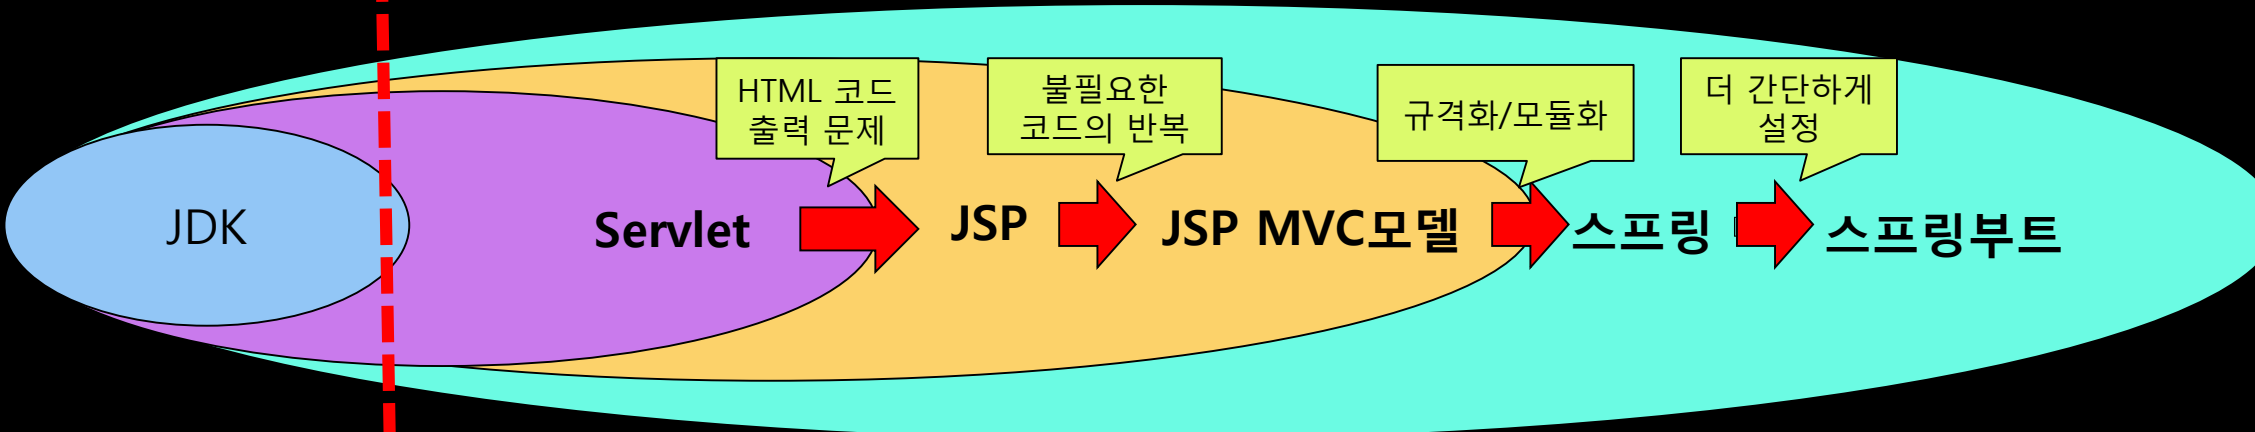 HTML 코드
출력 문제
불필요한
코드의 반복
규격화/모듈화
더 간단하게
설정
JDK
Servlet
JSP
JSP MVC모델
스프링
스프링부트